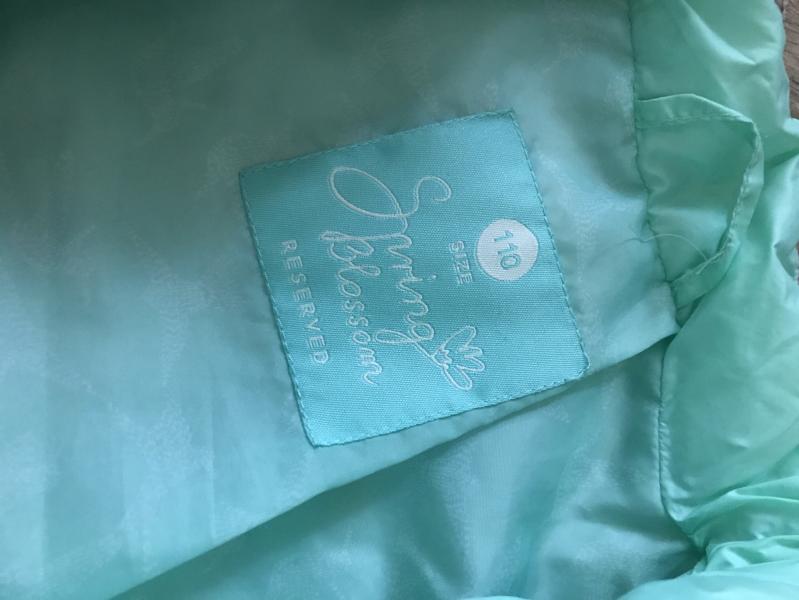 110
SIZE
Spring
blossom
RESERVED